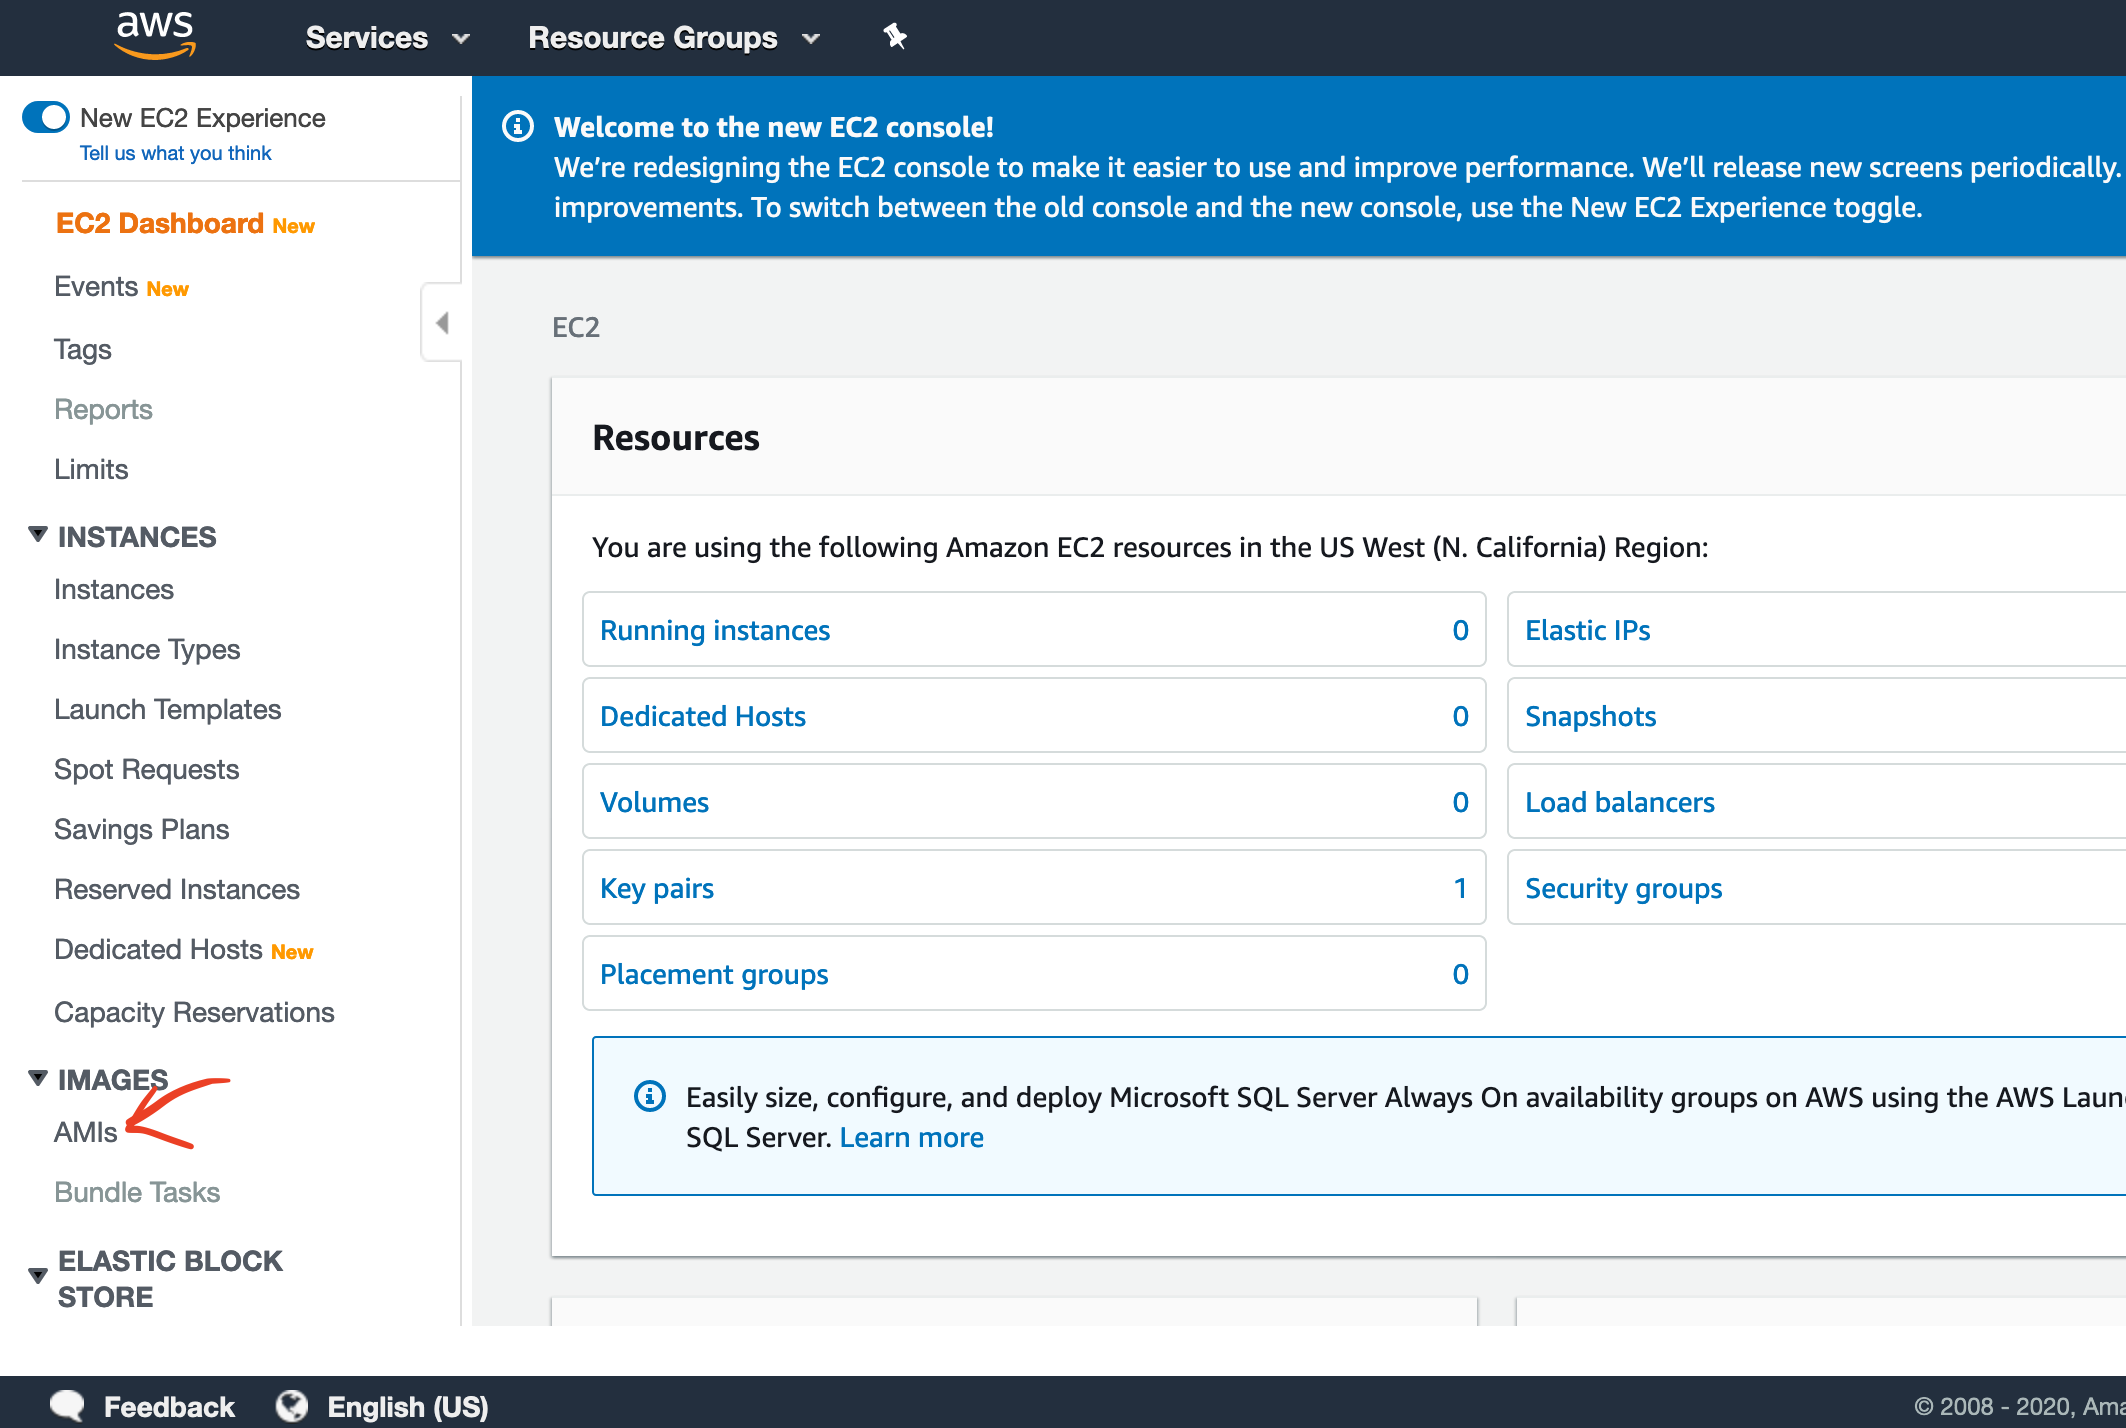 aws
Services
Resource Groups
New EC2 Experience
Tell us what you think
EC2 Dashboard New
Events New
Tags
Reports
Limits
INSTANCES
Instances
Instance Types
Launch Templates
Spot Requests
Savings Plans
Reserved Instances
Dedicated Hosts New
Capacity Reservations
IMAGES
AMIs
Bundle Tasks
ELASTIC BLOCK
STORE
Welcome to the new EC2 console!
We’re redesigning the EC2 console to make it easier to use and improve performance. We’ll release new screens periodically.
improvements. To switch between the old console and the new console, use the New EC2 Experience toggle.
EC2
Resources
You are using the following Amazon EC2 resources in the US West (N. California) Region:
Running instances 0
Elastic IPs
Dedicated Hosts 0
Snapshots
Volumes 0
Load balancers
Key pairs 1
Security groups
Placement groups 0
Easily size, configure, and deploy Microsoft SQL Server Always On availability groups on AWS using the AWS
SQL Server. Learn more
Feedback
English (US)
© 2008 - 2020,